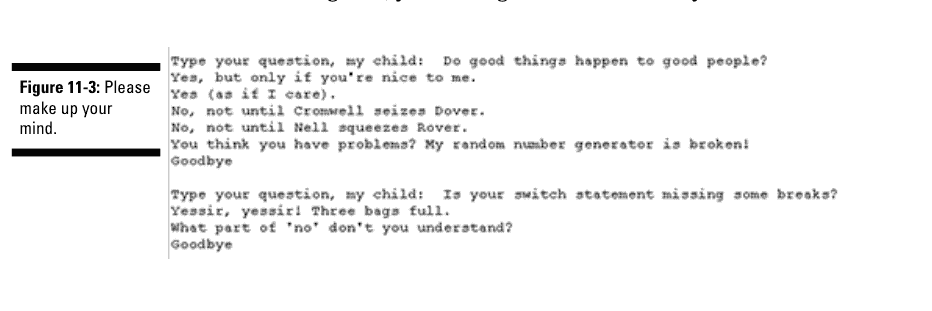 Figure 11-3: Please
make up your
mind.
Type your question, my child:  Do good things happen to good people?
Yes, but only if you're nice to me.
Yes (as if I care).
No, not until Cromwell seizes Dover.
No, not until Nell squeezes Rover.
You think you have problems? My random number generator is broken!
Goodbye
Type your question, my child:  Is your switch statement missing some breaks?
Yessir, yessir! Three bags full.
What part of 'no' don't you understand?
Goodbye